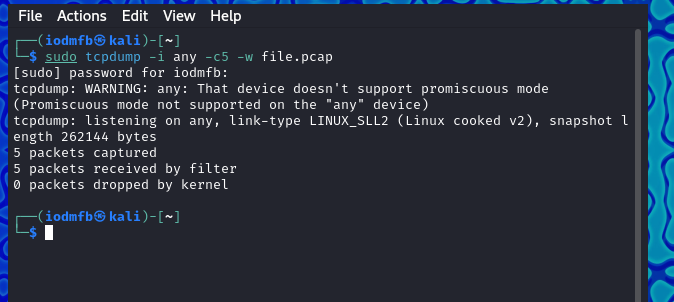 File Actions Edit View Help
┌──(iodmfb㉿kali)-[~]
└─$ sudo tcpdump -i any -c5 -w file.pcap
[sudo] password for iodmfb:
tcpdump: WARNING: any: That device doesn't support promiscuous mode
(Promiscuous mode not supported on the "any" device)
tcpdump: listening on any, link-type LINUX_SLL2 (Linux cooked v2), snapshot l
ength 262144 bytes
5 packets captured
5 packets received by filter
0 packets dropped by kernel
┌──(iodmfb㉿kali)-[~]
└─$